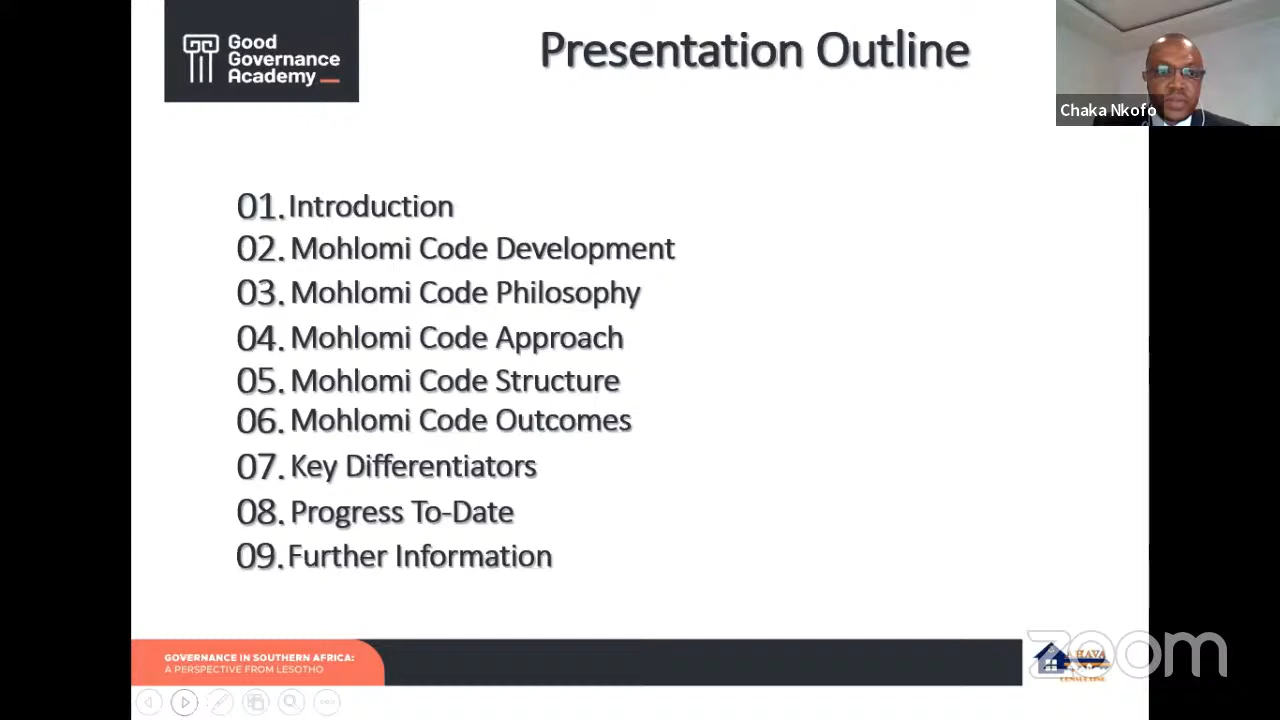 Good
Governance
Academy
Presentation Outline
Chaka Nkofo
01. Introduction
02. Mohlomi Code Development
03. Mohlomi Code Philosophy
04. Mohlomi Code Approach
05. Mohlomi Code Structure
06. Mohlomi Code Outcomes
07. Key Differentiators
08. Progress To-Date
09. Further Information
GOVERNANCE IN SOUTHERN AFRICA:
A PERSPECTIVE FROM LESOTHO
zoom
CONSULTING